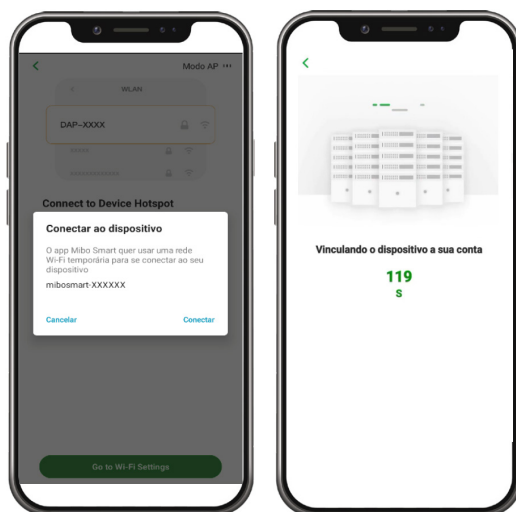 Modo AP ···
WLAN
DAP-XXXX
Connect to Device Hotspot
Conectar ao dispositivo
O app Mibo Smart quer usar uma rede
Wi-Fi temporária para se conectar ao seu
dispositivo
mibosmart-XXXXXX
Cancelar Conectar
Go to Wi-Fi Settings
Vinculando o dispositivo a sua conta
119
S